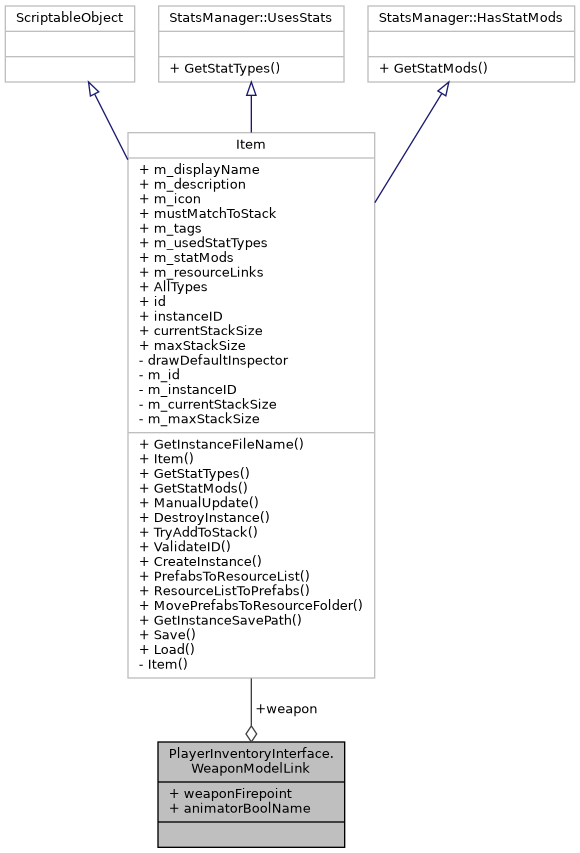 ScriptableObject
StatsManager::UsesStats
+ GetStatTypes()
StatsManager::HasStatMods
+ GetStatMods()
Item
+ m_displayName
+ m_description
+ m_icon
+ mustMatchToStack
+ m_tags
+ m_usedStatTypes
+ m_statMods
+ m_resourceLinks
+ AllTypes
+ id
+ instanceID
+ currentStackSize
+ maxStackSize
- drawDefaultInspector
- m_id
- m_instanceID
- m_currentStackSize
- m_maxStackSize
+ GetInstanceFileName()
+ Item()
+ GetStatTypes()
+ GetStatMods()
+ ManualUpdate()
+ DestroyInstance()
+ TryAddToStack()
+ ValidateID()
+ CreateInstance()
+ PrefabsToResourceList()
+ ResourceListToPrefabs()
+ MovePrefabsToResourceFolder()
+ GetInstanceSavePath()
+ Save()
+ Load()
- Item()
+weapon
PlayerInventoryInterface.
WeaponModelLink
+ weaponFirepoint
+ animatorBoolName